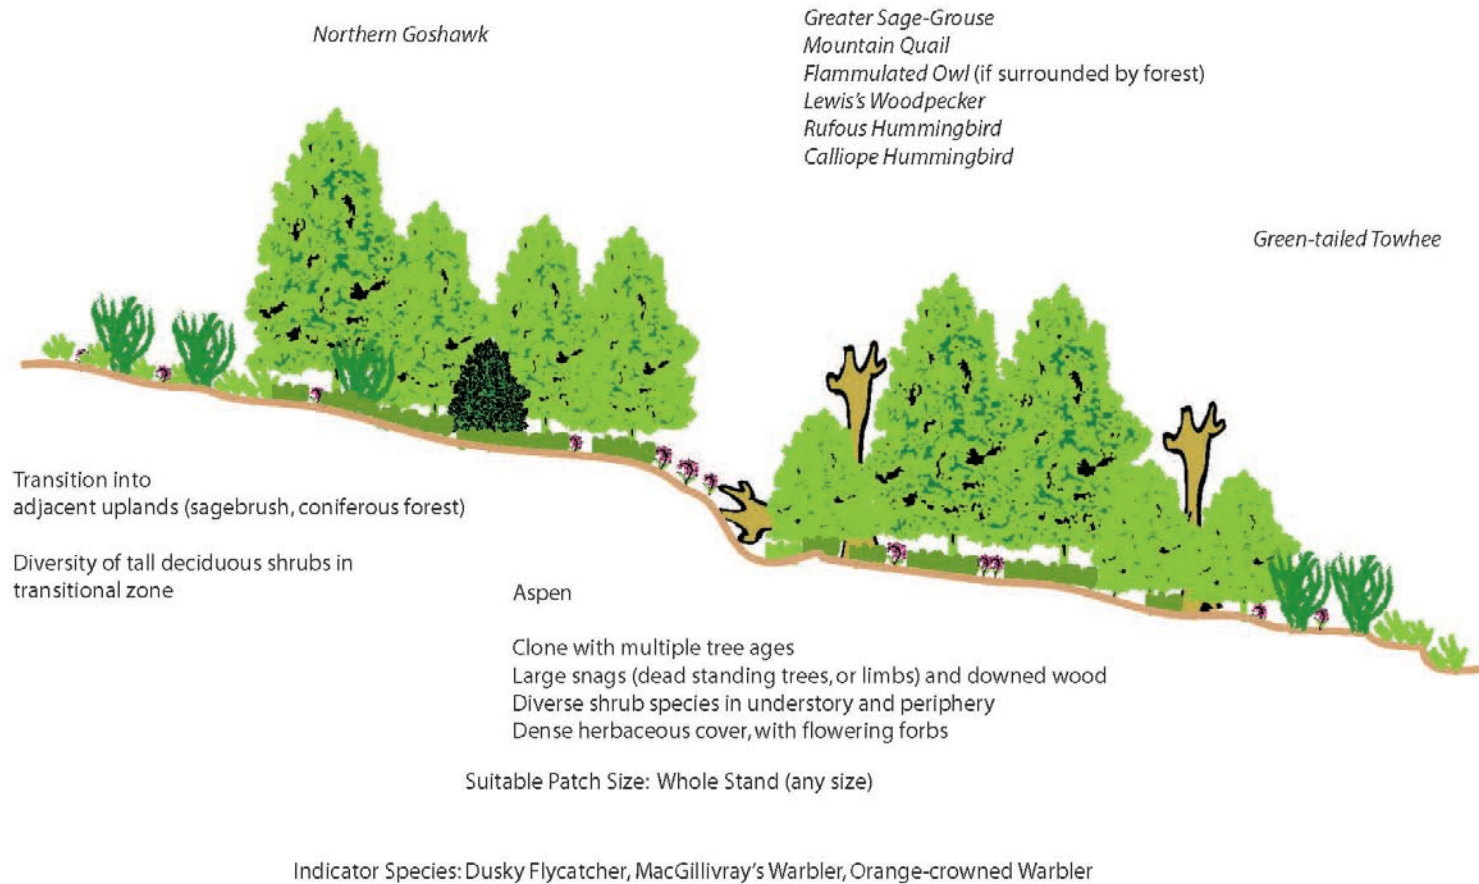 Northern Goshawk
Greater Sage-Grouse
Mountain Quail
Flammulated Owl (if surrounded by forest)
Lewis's Woodpecker
Rufous Hummingbird
Calliope Hummingbird
Green-tailed Towhee
Transition into
adjacent uplands (sagebrush, coniferous forest)
Diversity of tall deciduous shrubs in
transitional zone
Aspen
Clone with multiple tree ages
Large snags (dead standing trees, or limbs) and downed wood
Diverse shrub species in understory and periphery
Dense herbaceous cover, with flowering forbs
Suitable Patch Size: Whole Stand (any size)
Indicator Species: Dusky Flycatcher, MacGillivray's Warbler, Orange-crowned Warbler